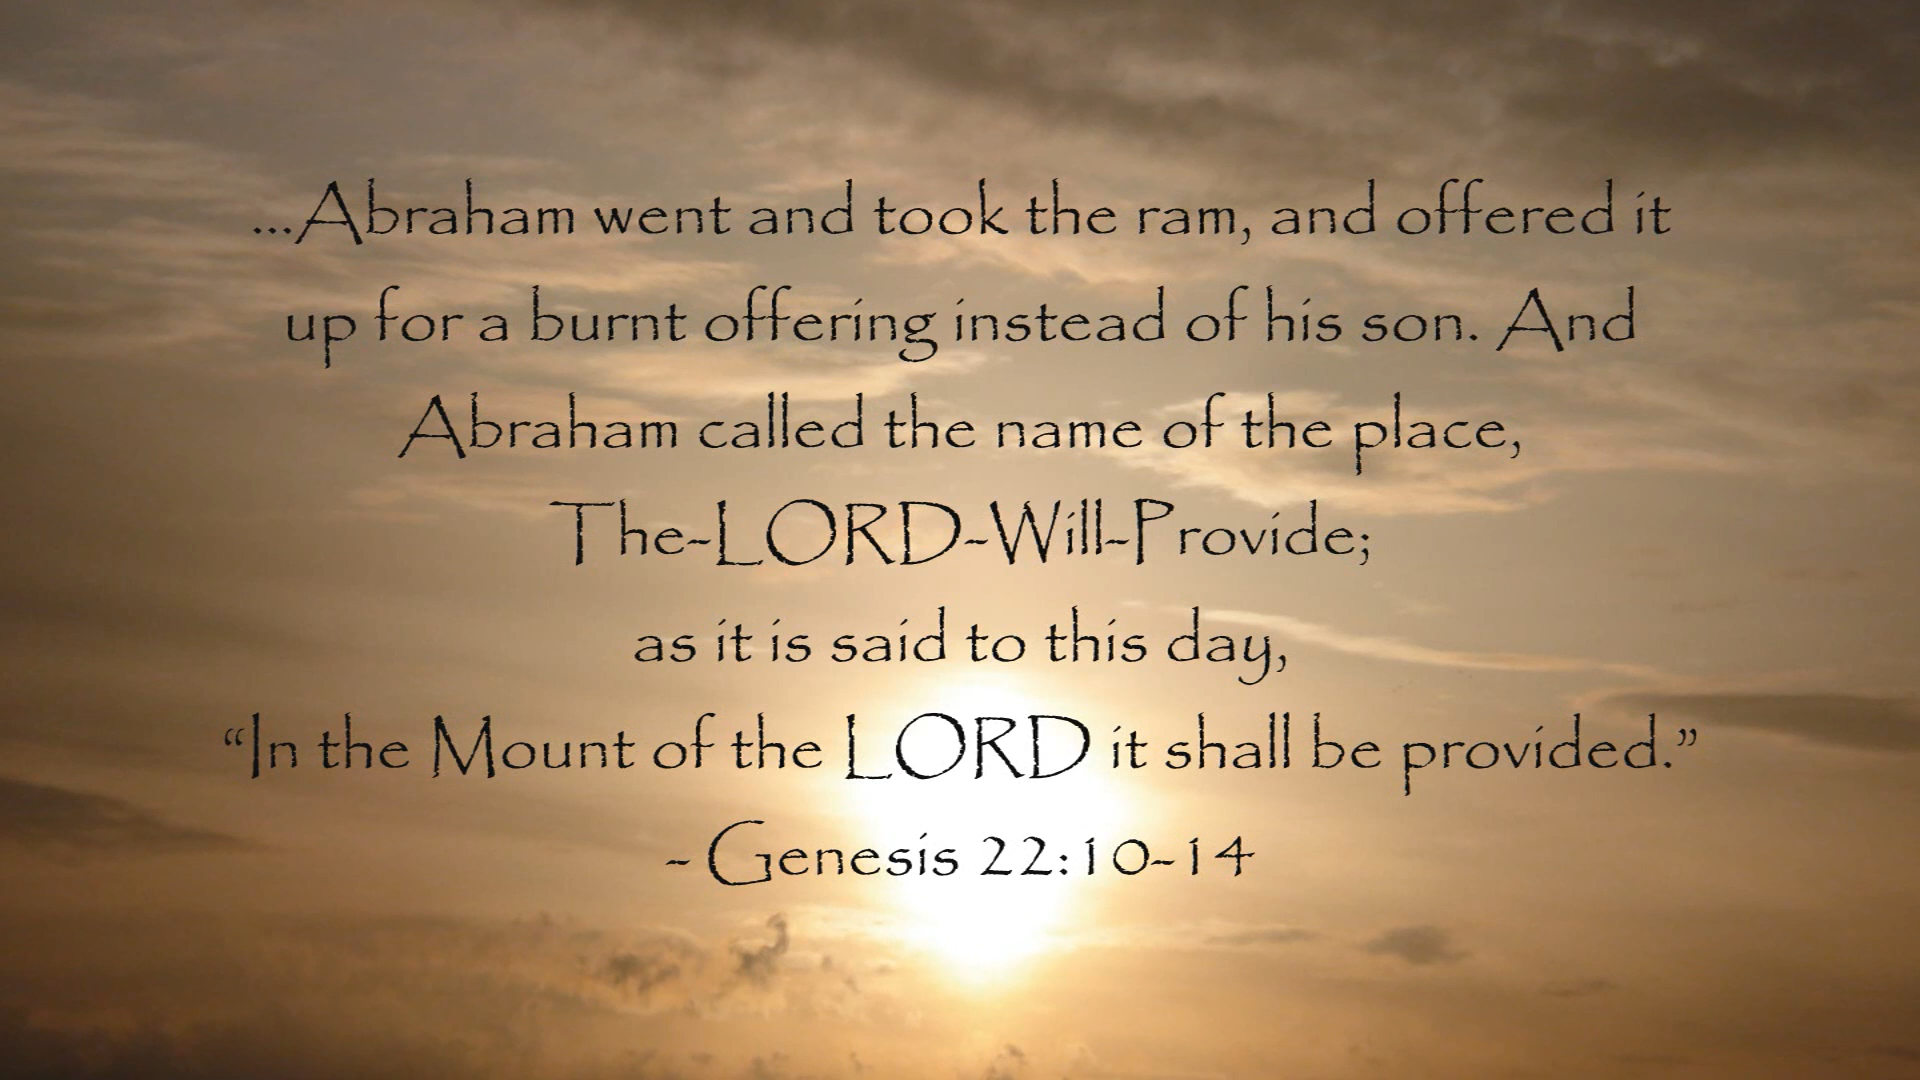 ...Abraham went and took the ram, and offered it
up for a burnt offering instead of his son. And
Abraham called the name of the place,
The-LORD-Will-Provide;
as it is said to this day,
“In the Mount of the LORD it shall be provided.”
- Genesis 22:10-14